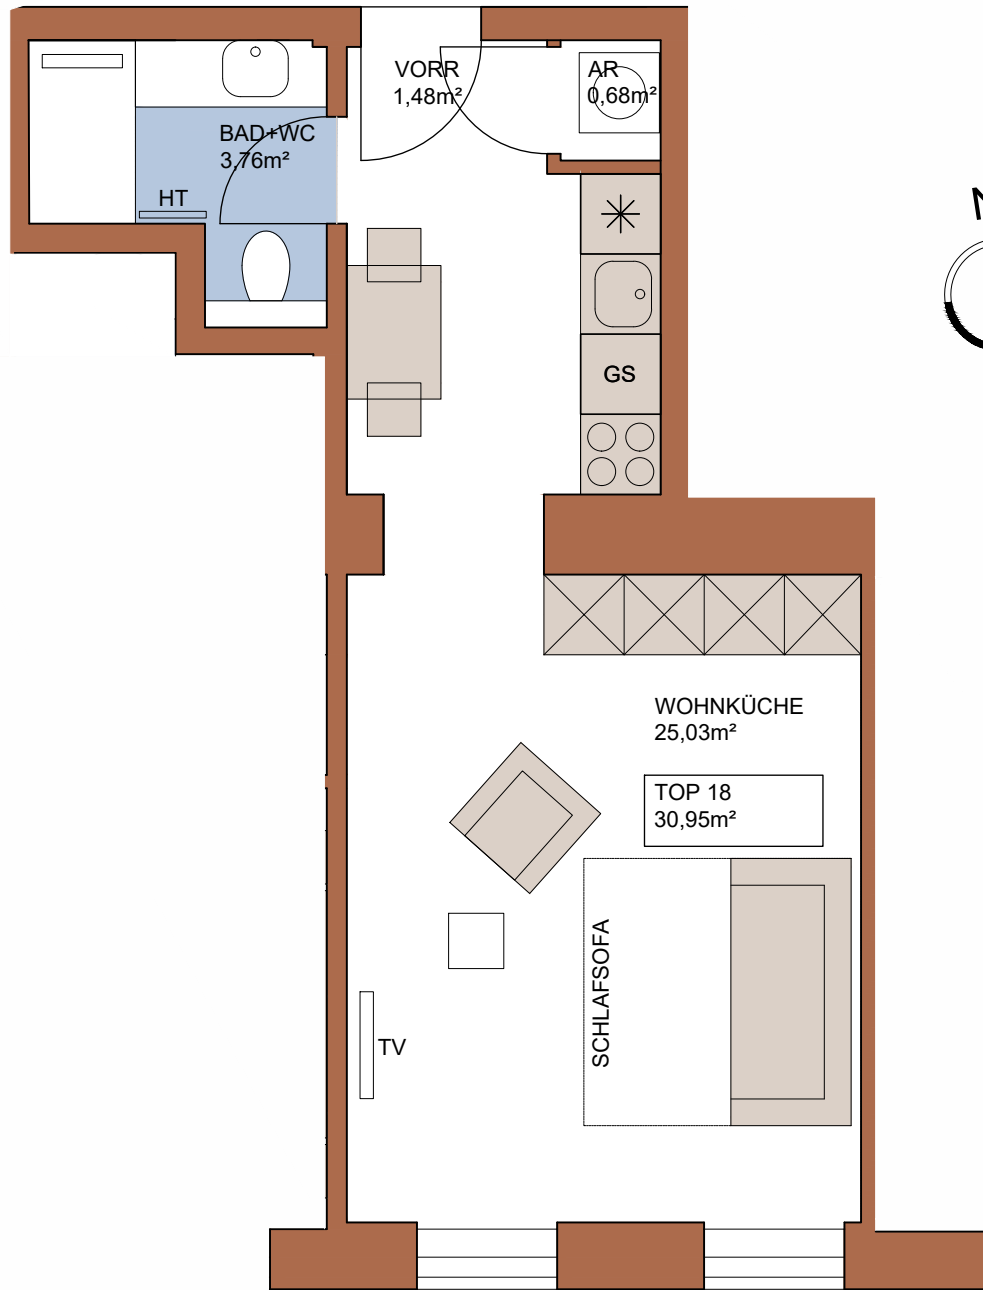 VORR
1,48m²
AR
0,68m²
BAD+WC
3,76m²
HT
N
GS
WOHNKÜCHE
25,03m²
TOP 18
30,95m²
SCHLAFSOFA
TV